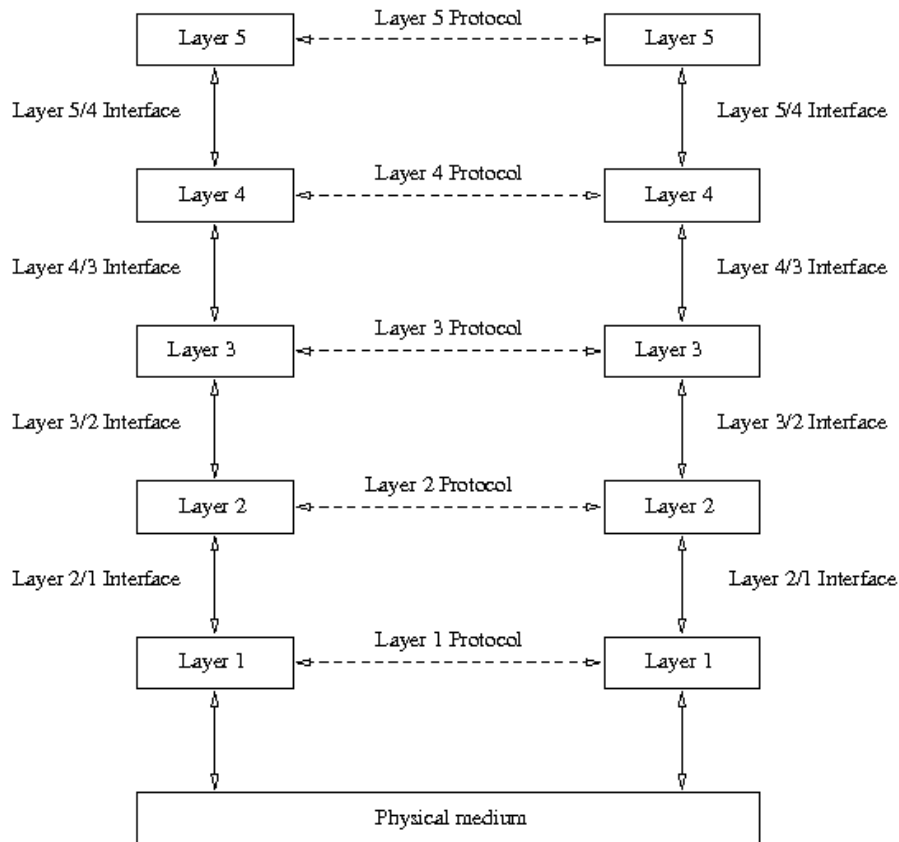 Layer 5 Protocol
Layer 5
Layer 5
Layer 5/4 Interface
Layer 5/4 Interface
Layer 4 Protocol
Layer 4
Layer 4
Layer 4/3 Interface
Layer 4/3 Interface
Layer 3 Protocol
Layer 3
Layer 3
Layer 3/2 Interface
Layer 3/2 Interface
Layer 2 Protocol
Layer 2
Layer 2
Layer 2/1 Interface
Layer 2/1 Interface
Layer 1 Protocol
Layer 1
Layer 1
Physical medium